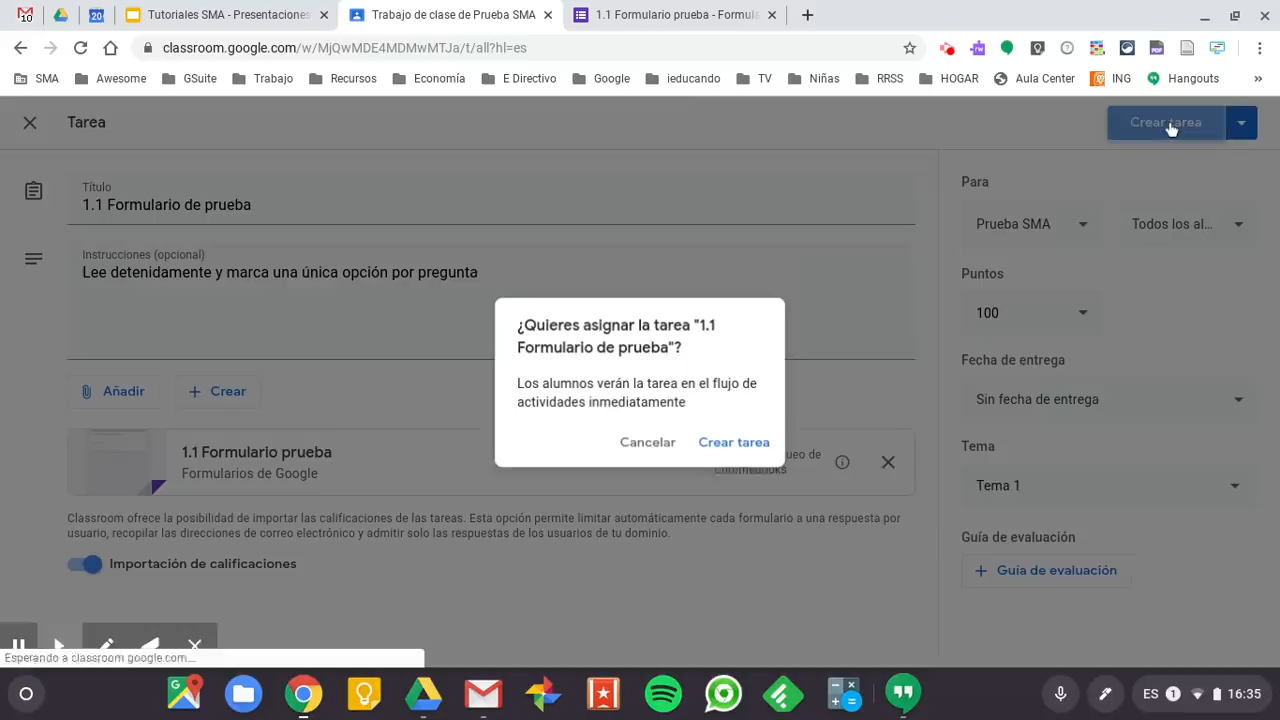 10
Tutoriales SMA - Presentaciones
Trabajo de clase de Prueba SMA
1.1 Formulario prueba - Formula
20
classroom.google.com/w/MjQwMDE4MDMwMTJa/t/all?hl=es
SMA
Awesome
GSuite
Trabajo
Recursos
Economía
E Directivo
Google
ieducando
TV
Niñas
RRSS
HOGAR
Aula Center
ING
Hangouts
»
Tarea
Crear tarea
Título
1.1 Formulario de prueba
Instrucciones (opcional)
Lee detenidamente y marca una única opción por pregunta
Añadir
Crear
1.1 Formulario prueba
Formularios de Google
ueo de
Classroom ofrece la posibilidad de importar las calificaciones de las tareas. Esta opción permite limitar automáticamente cada formulario a una respuesta por
usuario, recopilar las direcciones de correo electrónico y admitir solo las respuestas de los usuarios de tu dominio.
Importación de calificaciones
¿Quieres asignar la tarea "1.1
Formulario de prueba"?
Los alumnos verán la tarea en el flujo de
actividades inmediatamente
Cancelar
Crear tarea
Para
Prueba SMA
Todos los al...
Puntos
100
Fecha de entrega
Sin fecha de entrega
Tema
Tema 1
Guía de evaluación
Guía de evaluación
Esperando a classroom.google.com...
ES
1
16:35